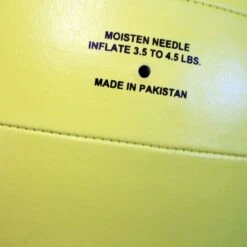 MOISTEN NEEDLE
INFLATE 3.5 TO 4.5 LBS.
MADE IN PAKISTAN